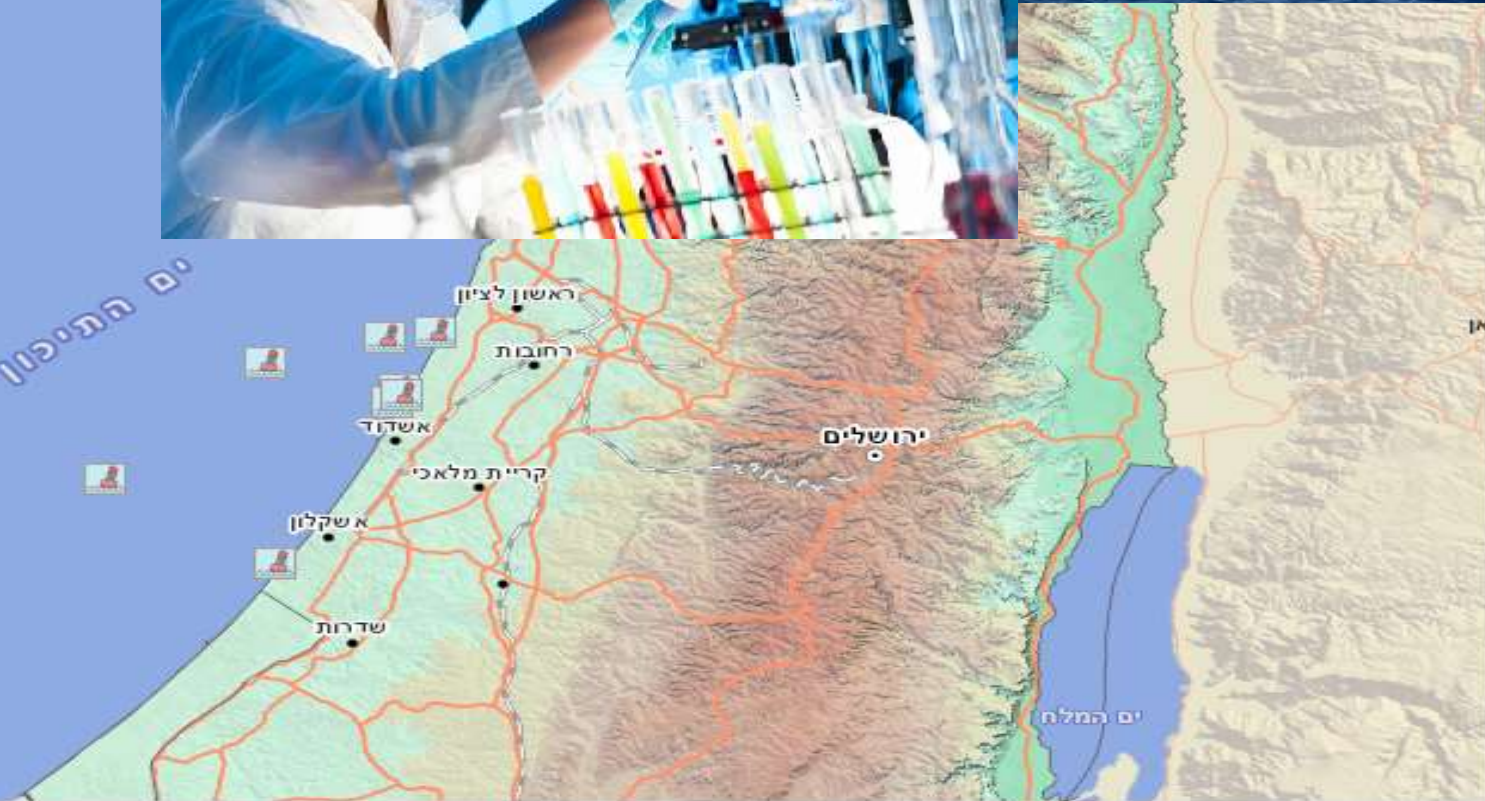 ים התיכון
ראשון לציון
רחובות
אשדוד
ירושלים
קריית מלאכי
אשקלון
שדרות
ים המלח